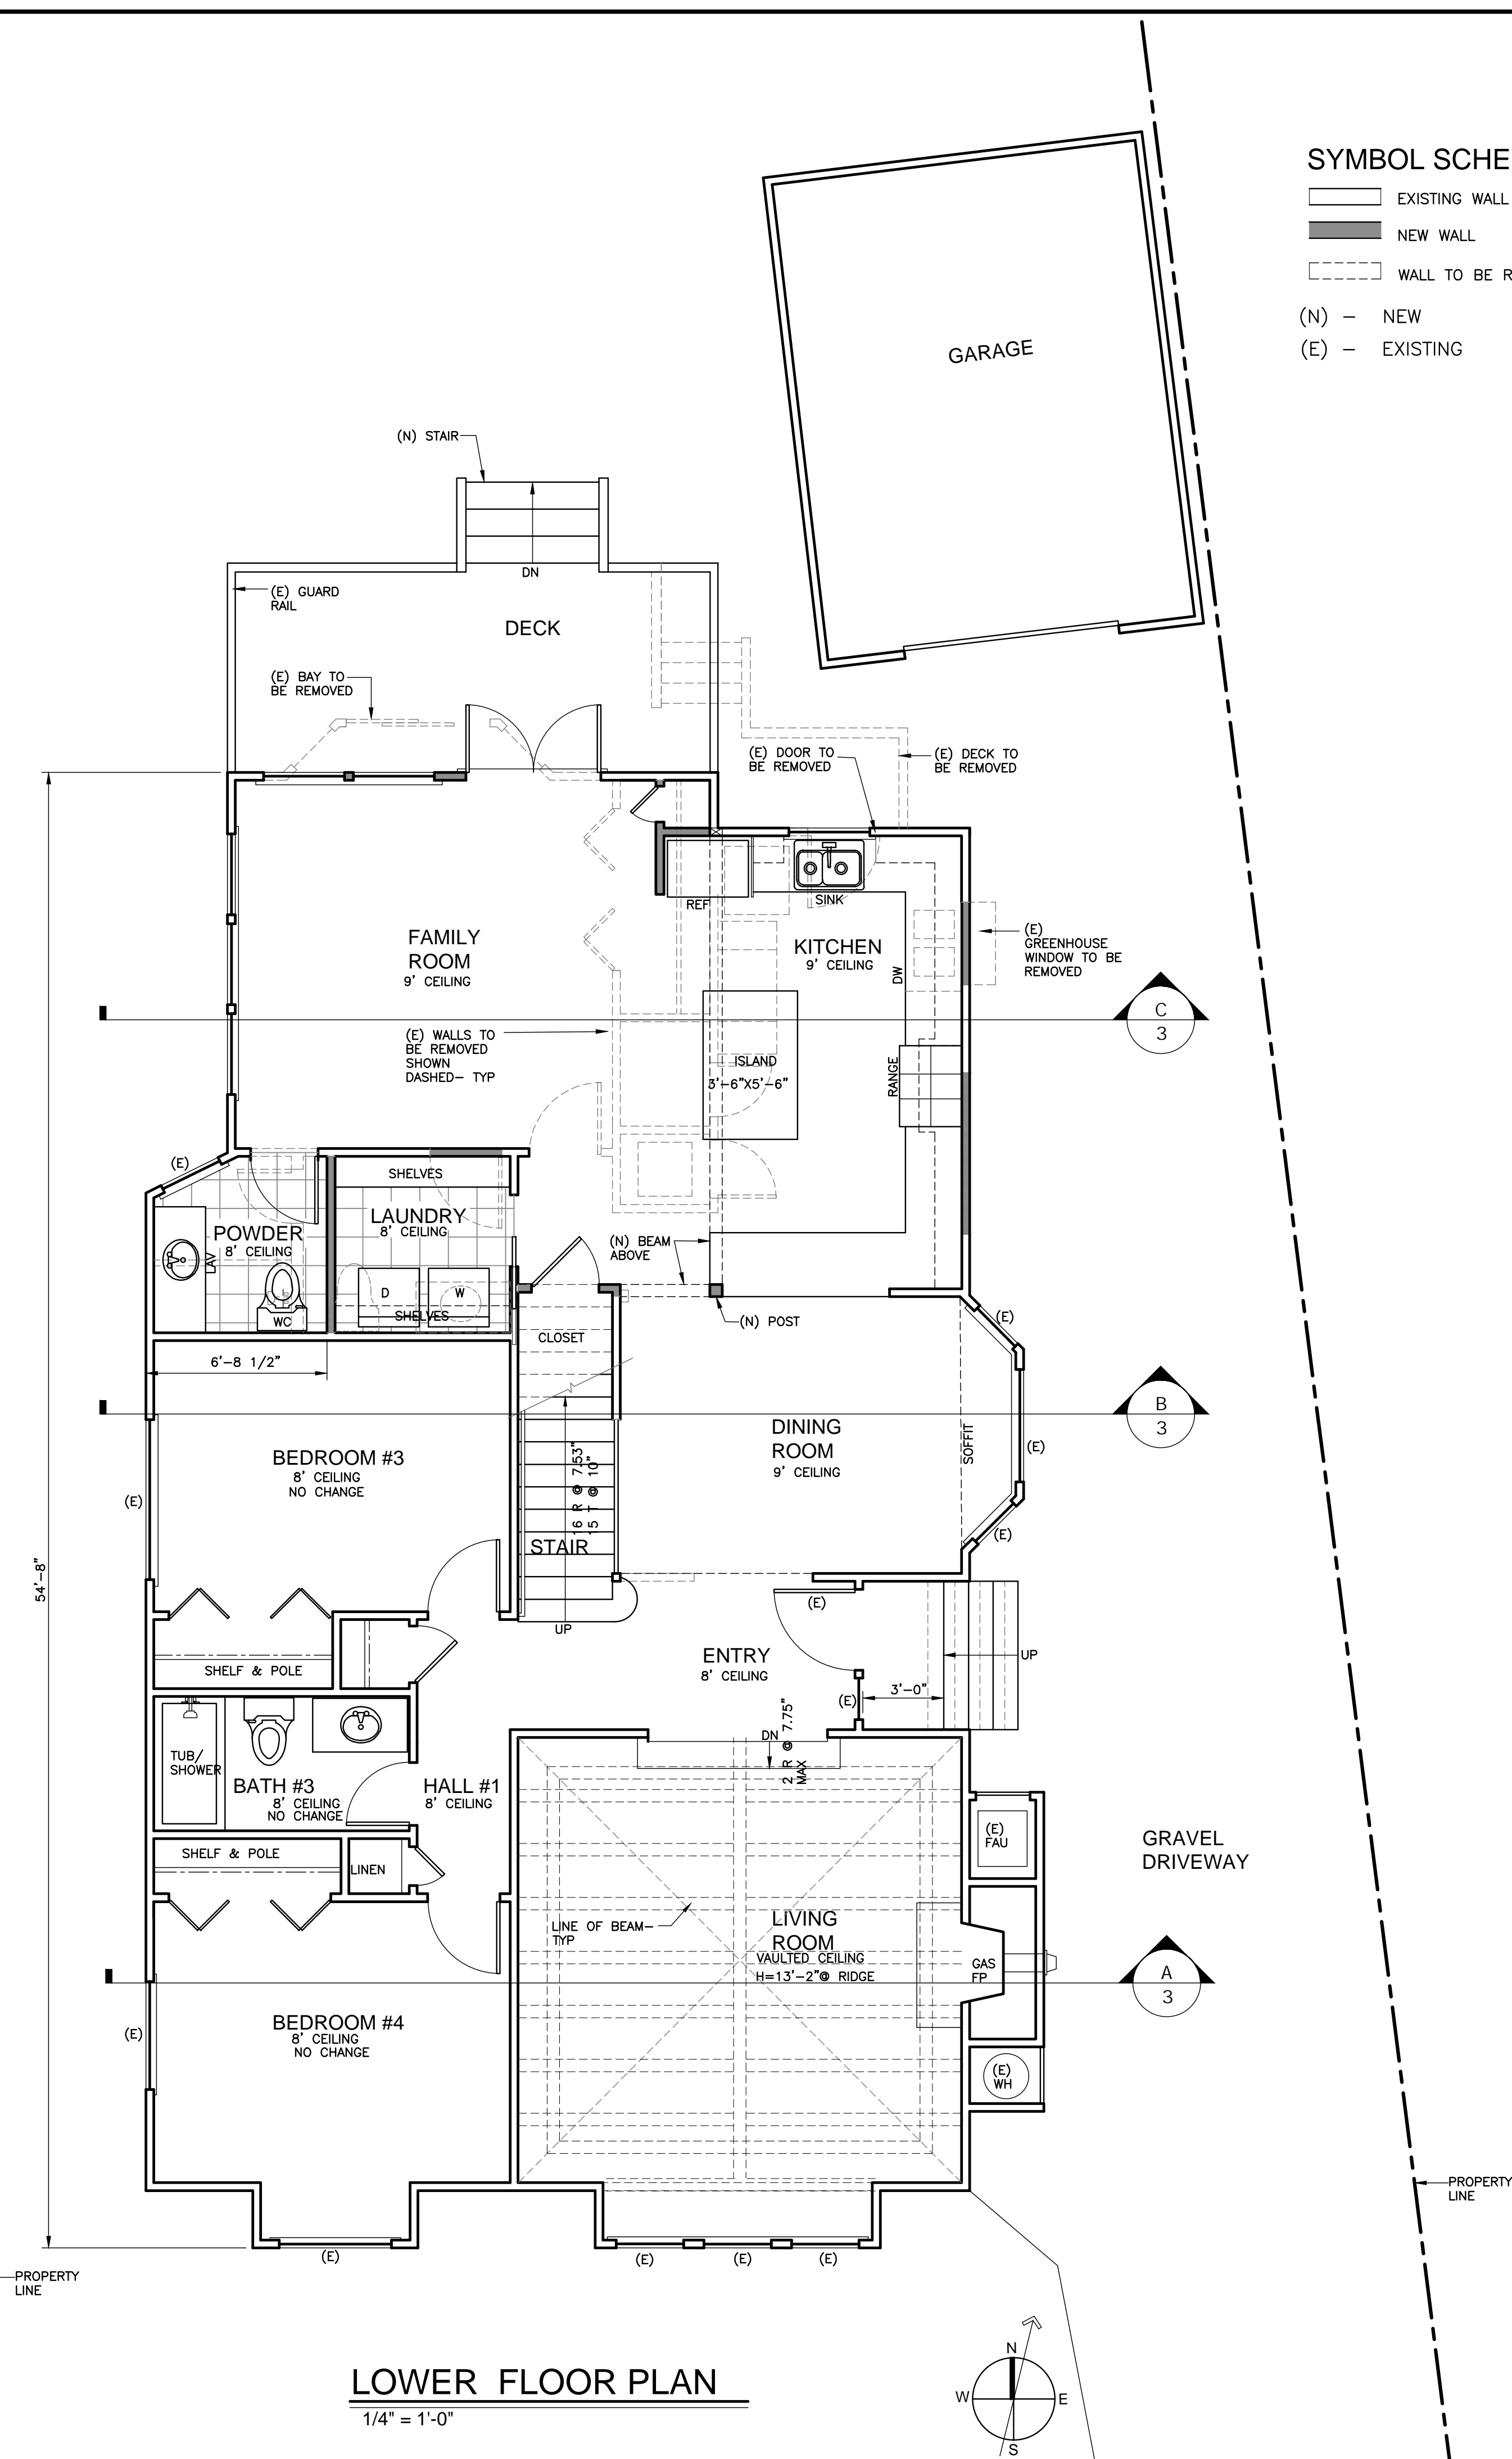 SYMBOL SCHE
EXISTING WALL
NEW WALL
WALL TO BE R
(N) – NEW
(E) – EXISTING
GARAGE
(N) STAIR
DN
(E) GUARD
RAIL
DECK
(E) BAY TO
BE REMOVED
(E) DOOR TO
BE REMOVED
(E) DECK TO
BE REMOVED
REF
SINK
FAMILY
ROOM
9' CEILING
KITCHEN
9' CEILING
DW
(E)
GREENHOUSE
WINDOW TO BE
REMOVED
C
3
(E) WALLS TO
BE REMOVED
SHOWN
DASHED– TYP
ISLAND
3'–6"X5'–6"
RANGE
(E)
SHELVES
POWDER
8' CEILING
LAV
WC
LAUNDRY
8' CEILING
D
W
SHELVES
(N) BEAM
ABOVE
(N) POST
CLOSET
6'–8 1/2"
(E)
B
3
BEDROOM #3
8' CEILING
NO CHANGE
(E)
16 R @ 7.53"
15 T @ 10"
STAIR
UP
DINING
ROOM
9' CEILING
SOFFIT
(E)
(E)
54'–8"
(E)
ENTRY
8' CEILING
UP
3'–0"
(E)
SHELF & POLE
DN
2 R @ 7.75"
MAX
TUB/
SHOWER
BATH #3
8' CEILING
NO CHANGE
HALL #1
8' CEILING
SHELF & POLE
LINEN
(E)
FAU
GRAVEL
DRIVEWAY
LINE OF BEAM–
TYP
LIVING
ROOM
VAULTED CEILING
H=13'–2"@ RIDGE
GAS
FP
A
3
BEDROOM #4
8' CEILING
NO CHANGE
(E)
(E)
WH
PROPERTY
LINE
(E)
(E)
(E)
(E)
PROPERTY
LINE
LOWER FLOOR PLAN
1/4" = 1'-0"
N
W
E
S